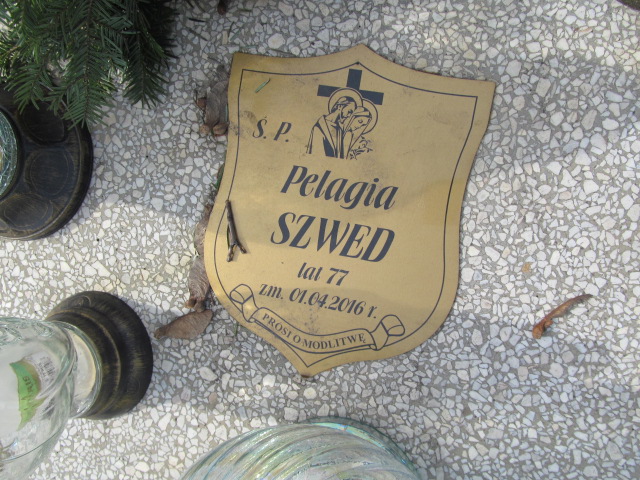 Ś. P.
Pelagia
SZWED
lat 77
zm. 01.04.2016 r.
PROSI O MODLITWĘ